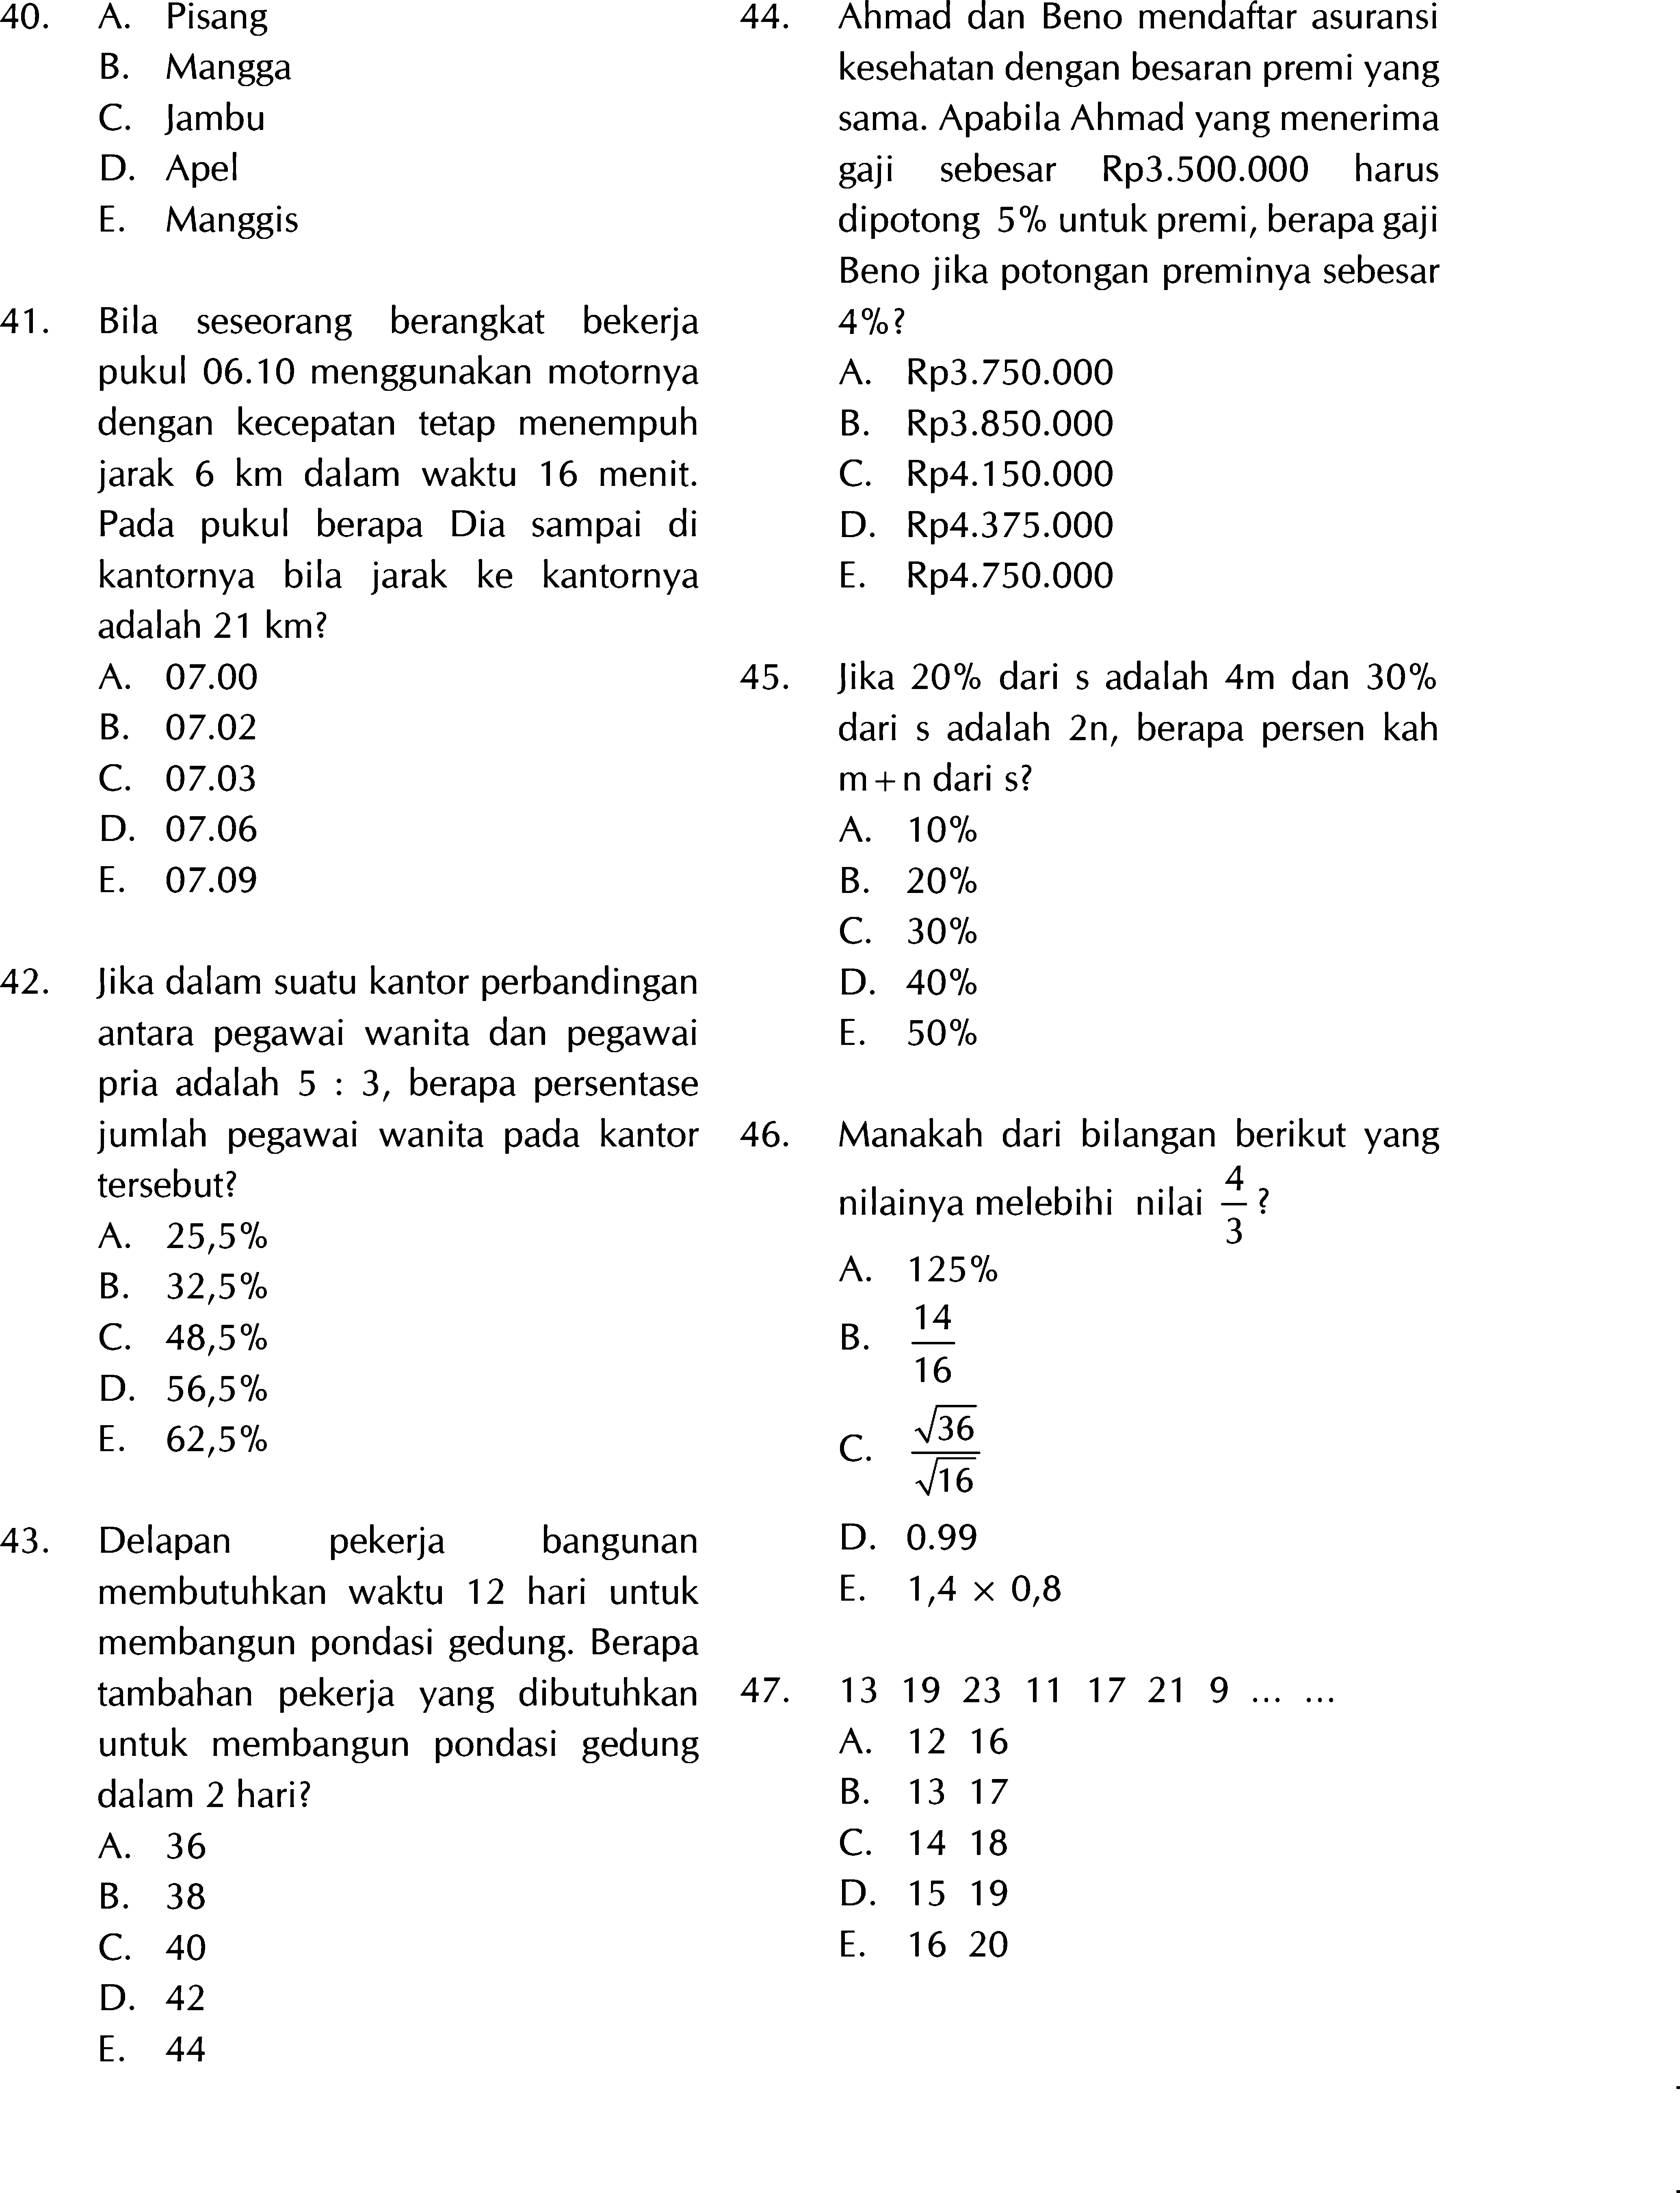 40. A. Pisang
B. Mangga
C. Jambu
D. Apel
E. Manggis
41. Bila seseorang berangkat bekerja
pukul 06.10 menggunakan motornya
dengan kecepatan tetap menempuh
jarak 6 km dalam waktu 16 menit.
Pada pukul berapa Dia sampai di
kantornya bila jarak ke kantornya
adalah 21 km?
A. 07.00
B. 07.02
C. 07.03
D. 07.06
E. 07.09
42. Jika dalam suatu kantor perbandingan
antara pegawai wanita dan pegawai
pria adalah 5 : 3, berapa persentase
jumlah pegawai wanita pada kantor
tersebut?
A. 25,5%
B. 32,5%
C. 48,5%
D. 56,5%
E. 62,5%
43. Delapan pekerja bangunan
membutuhkan waktu 12 hari untuk
membangun pondasi gedung. Berapa
tambahan pekerja yang dibutuhkan
untuk membangun pondasi gedung
dalam 2 hari?
A. 36
B. 38
C. 40
D. 42
E. 44
44. Ahmad dan Beno mendaftar asuransi
kesehatan dengan besaran premi yang
sama. Apabila Ahmad yang menerima
gaji sebesar Rp3.500.000 harus
dipotong 5% untuk premi, berapa gaji
Beno jika potongan preminya sebesar
4%?
A. Rp3.750.000
B. Rp3.850.000
C. Rp4.150.000
D. Rp4.375.000
E. Rp4.750.000
45. Jika 20% dari s adalah 4m dan 30%
dari s adalah 2n, berapa persen kah
m+n dari s?
A. 10%
B. 20%
C. 30%
D. 40%
E. 50%
46. Manakah dari bilangan berikut yang
nilainya melebihi nilai 4/3 ?
A. 125%
B. 14/16
C. √36/√16
D. 0.99
E. 1,4 × 0,8
47. 13 19 23 11 17 21 9 ... ...
A. 12 16
B. 13 17
C. 14 18
D. 15 19
E. 16 20